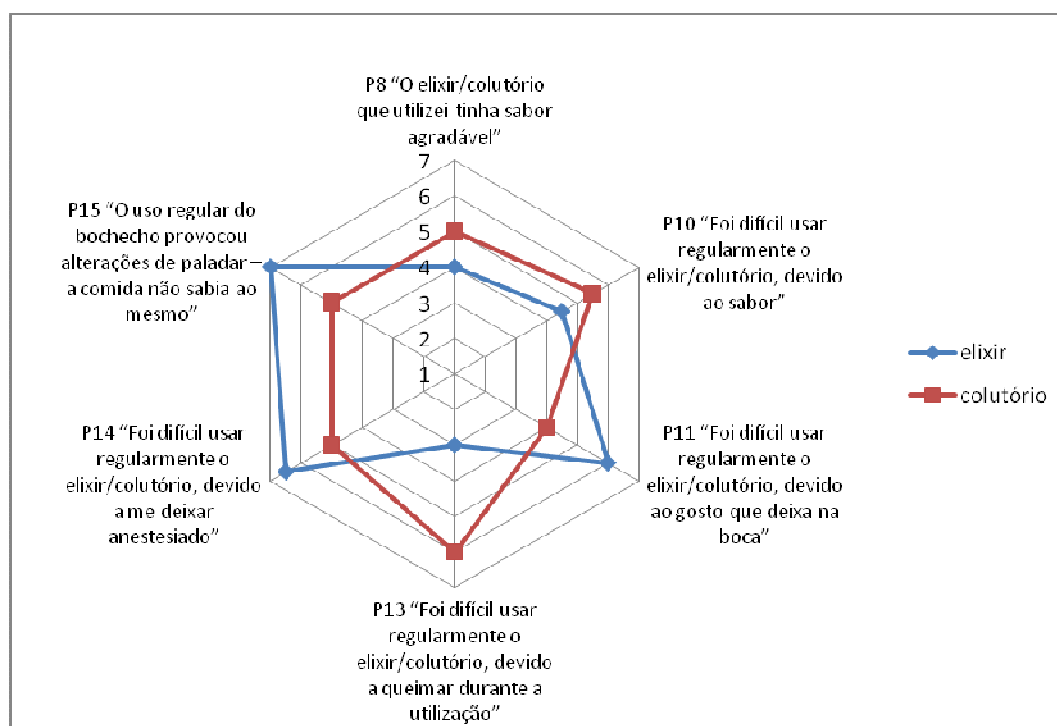 P8 “O elixir/colutório
que utilizei tinha sabor
agradável”
7
6
5
4
3
2
1
P10 “Foi difícil usar
regularmente o
elixir/colutório, devido
ao sabor”
P11 “Foi difícil usar
regularmente o
elixir/colutório, devido
ao gosto que deixa na
boca”
P13 “Foi difícil usar
regularmente o
elixir/colutório, devido
a queimar durante a
utilização”
P14 “Foi difícil usar
regularmente o
elixir/colutório, devido
a me deixar
anestesiado”
P15 “O uso regular do
bochecho provocou
alterações de paladar –
a comida não sabia ao
mesmo”
elixir
colutório